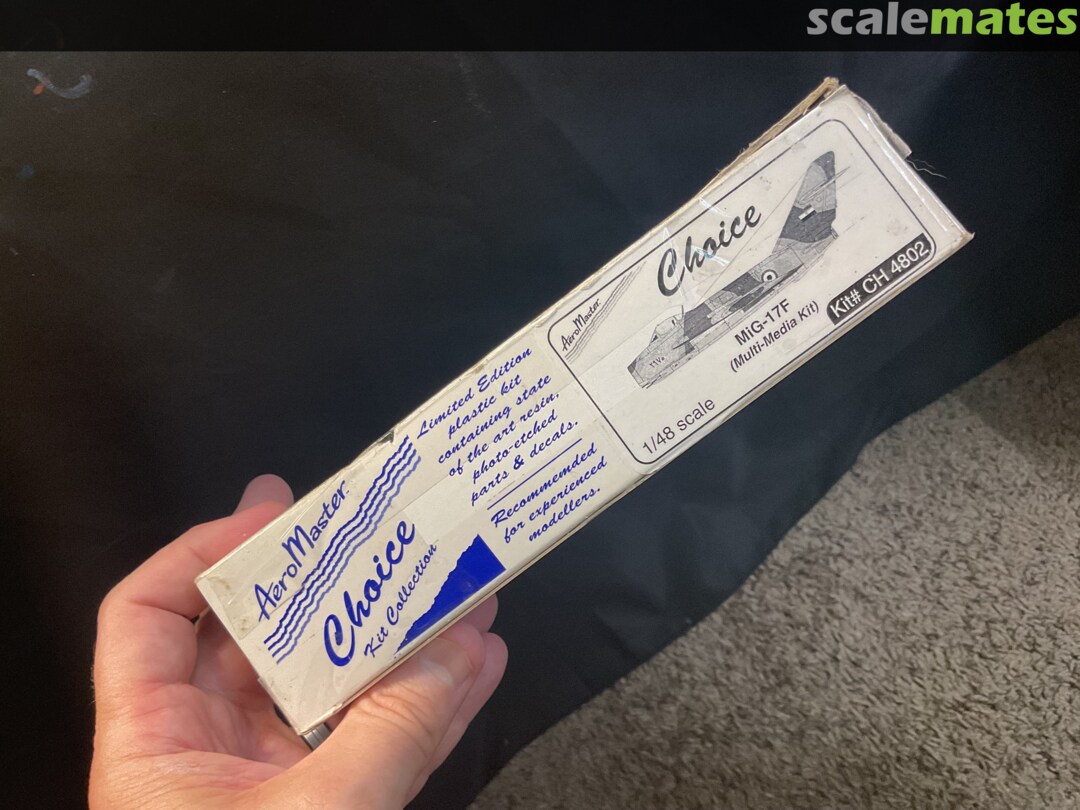 scalemates
AeroMaster
Choice
Kit Collection
Limited Edition
plastic kit
containing state
of the art resin,
photo-etched
parts & decals.
Recommended
for experienced
modellers.
AeroMaster
Choice
MiG-17F
(Multi-Media Kit)
1/48 scale
Kit# CH 4802